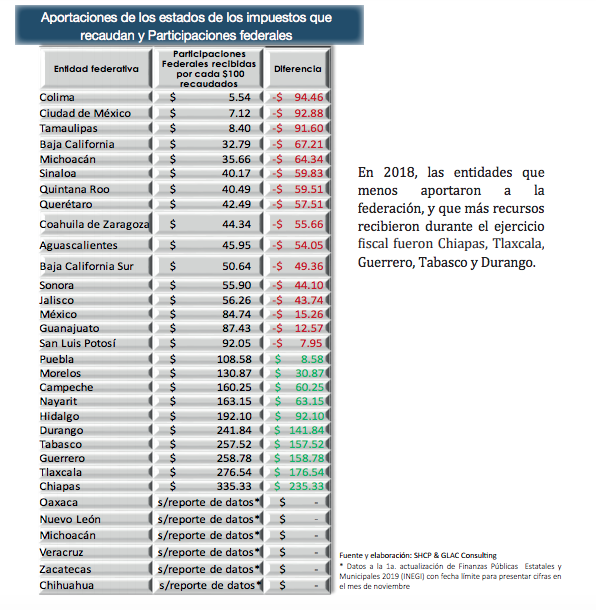 Aportaciones de los estados de los impuestos que
recaudan y Participaciones federales
Entidad federativa Participaciones Federales recibidas por cada $100 recaudados Diferencia
Colima $ 5.54 -$ 94.46
Ciudad de México $ 7.12 -$ 92.88
Tamaulipas $ 8.40 -$ 91.60
Baja California $ 32.79 -$ 67.21
Michoacán $ 35.66 -$ 64.34
Sinaloa $ 40.17 -$ 59.83
Quintana Roo $ 40.49 -$ 59.51
Querétaro $ 42.49 -$ 57.51
Coahuila de Zaragoza $ 44.34 -$ 55.66
Aguascalientes $ 45.95 -$ 54.05
Baja California Sur $ 50.64 -$ 49.36
Sonora $ 55.90 -$ 44.10
Jalisco $ 56.26 -$ 43.74
México $ 84.74 -$ 15.26
Guanajuato $ 87.43 -$ 12.57
San Luis Potosí $ 92.05 -$ 7.95
Puebla $ 108.58 $ 8.58
Morelos $ 130.87 $ 30.87
Campeche $ 160.25 $ 60.25
Nayarit $ 163.15 $ 63.15
Hidalgo $ 192.10 $ 92.10
Durango $ 241.84 $ 141.84
Tabasco $ 257.52 $ 157.52
Guerrero $ 258.78 $ 158.78
Tlaxcala $ 276.54 $ 176.54
Chiapas $ 335.33 $ 235.33
Oaxaca s/reporte de datos* $ -
Nuevo León s/reporte de datos* $ -
Michoacán s/reporte de datos* $ -
Veracruz s/reporte de datos* $ -
Zacatecas s/reporte de datos* $ -
Chihuahua s/reporte de datos* $ -
En 2018, las entidades que
menos aportaron a la
federación, y que más recursos
recibieron durante el ejercicio
fiscal fueron Chiapas, Tlaxcala,
Guerrero, Tabasco y Durango.
Fuente y elaboración: SHCP & GLAC Consulting
* Datos a la 1a. actualización de Finanzas Públicas Estatales y
Municipales 2019 (INEGI) con fecha límite para presentar cifras en
el mes de noviembre